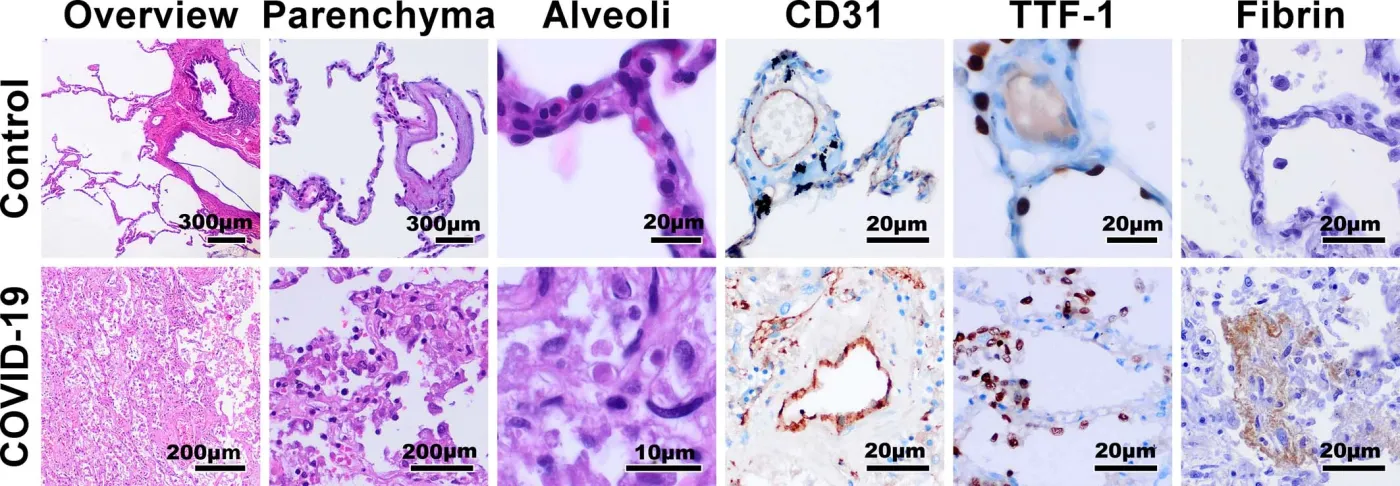 Overview Parenchyma Alveoli CD31 TTF-1 Fibrin
Control
300µm 300µm 20µm 20µm 20µm 20µm
COVID-19
200µm 200µm 10µm 20µm 20µm 20µm